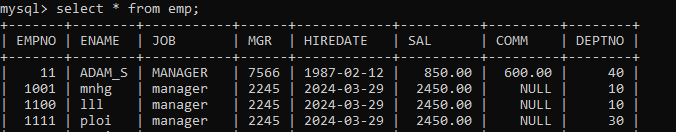 mysql> select * from emp;
+-------+--------+---------+------+------------+---------+--------+--------+
| EMPNO | ENAME | JOB | MGR | HIREDATE | SAL | COMM | DEPTNO |
+-------+--------+---------+------+------------+---------+--------+--------+
| 11 | ADAM_S | MANAGER | 7566 | 1987-02-12 | 850.00 | 600.00 | 40 |
| 1001 | mnhg | manager | 2245 | 2024-03-29 | 2450.00 | NULL | 10 |
| 1100 | lll | manager | 2245 | 2024-03-29 | 2450.00 | NULL | 10 |
| 1111 | ploi | manager | 2245 | 2024-03-29 | 2450.00 | NULL | 30 |